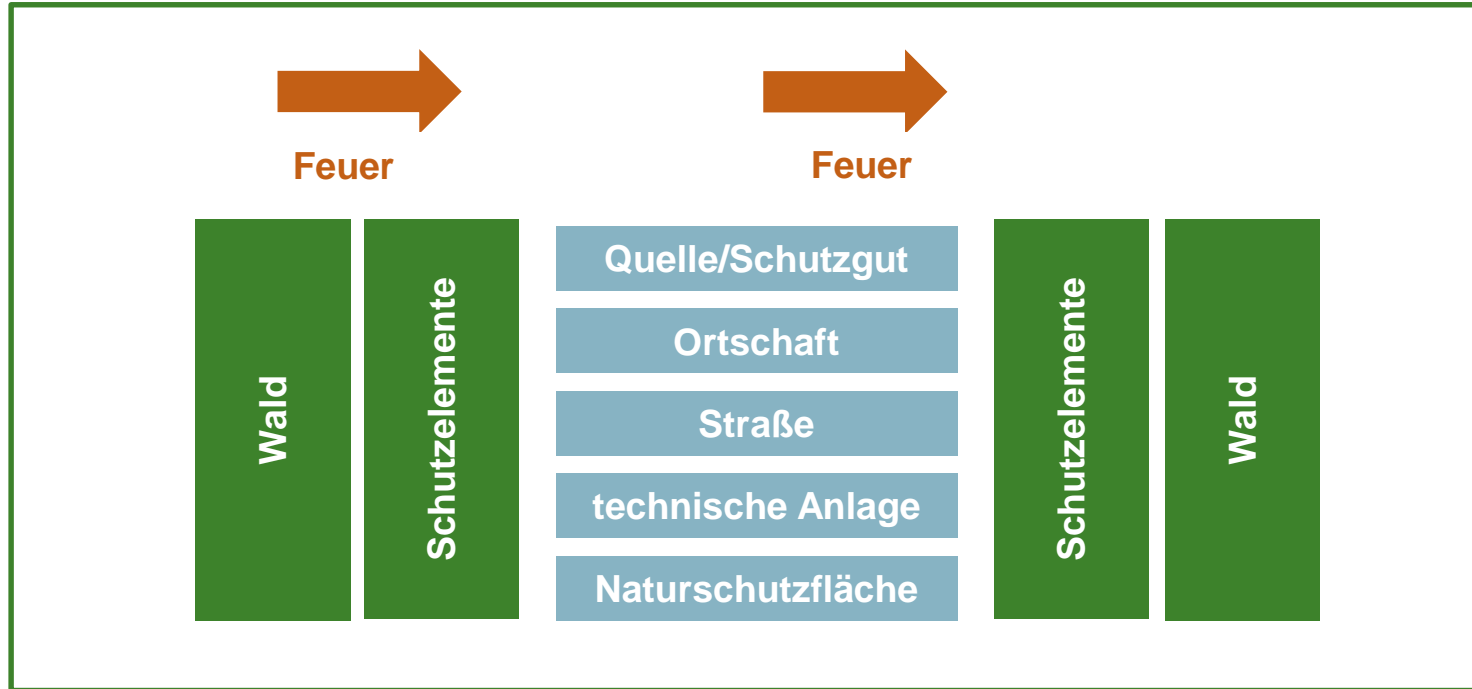 Feuer
Feuer
Wald
Schutzelemente
Quelle/Schutzgut
Ortschaft
Straße
technische Anlage
Naturschutzfläche
Schutzelemente
Wald